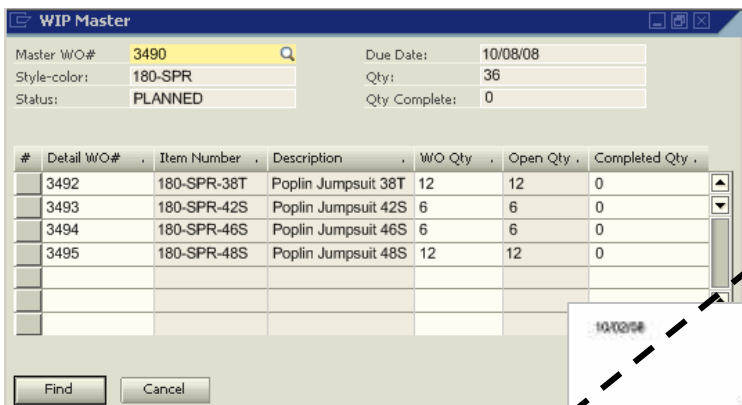 WIP Master
Master WO# 3490 Due Date: 10/08/08
Style-color: 180-SPR Qty: 36
Status: PLANNED Qty Complete: 0
# Detail WO# Item Number Description WO Qty Open Qty Completed Qty
3492 180-SPR-38T Poplin Jumpsuit 38T 12 12 0
3493 180-SPR-42S Poplin Jumpsuit 42S 6 6 0
3494 180-SPR-46S Poplin Jumpsuit 46S 6 6 0
3495 180-SPR-48S Poplin Jumpsuit 48S 12 12 0
10/02/08
Find Cancel